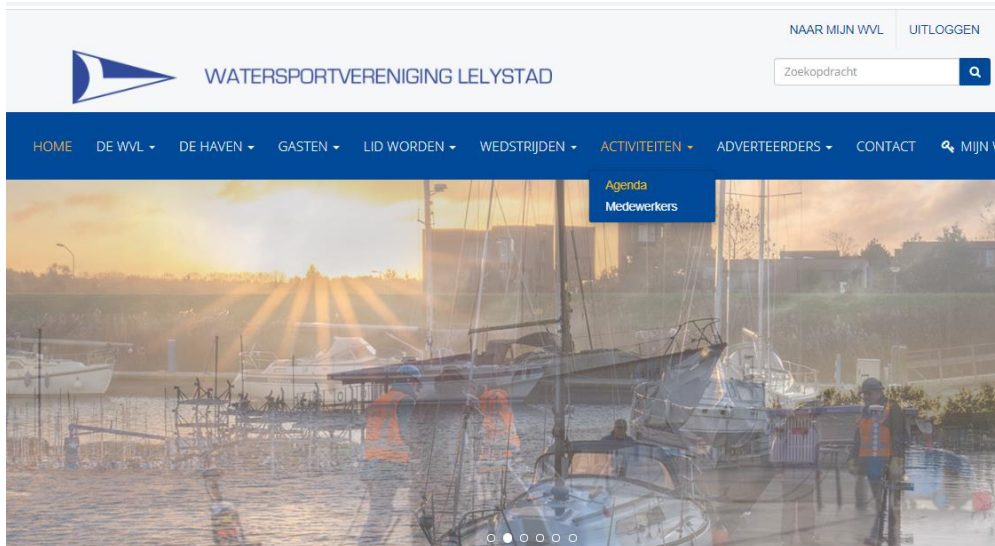 NAAR MIJN WVL UITLOGGEN
WATERSPORTVERENIGING LELYSTAD
Zoekopdracht
HOME DE WVL DE HAVEN GASTEN LID WORDEN WEDSTRIJDEN ACTIVITEITEN ADVERTEERDERS CONTACT MIJN
Agenda
Medewerkers